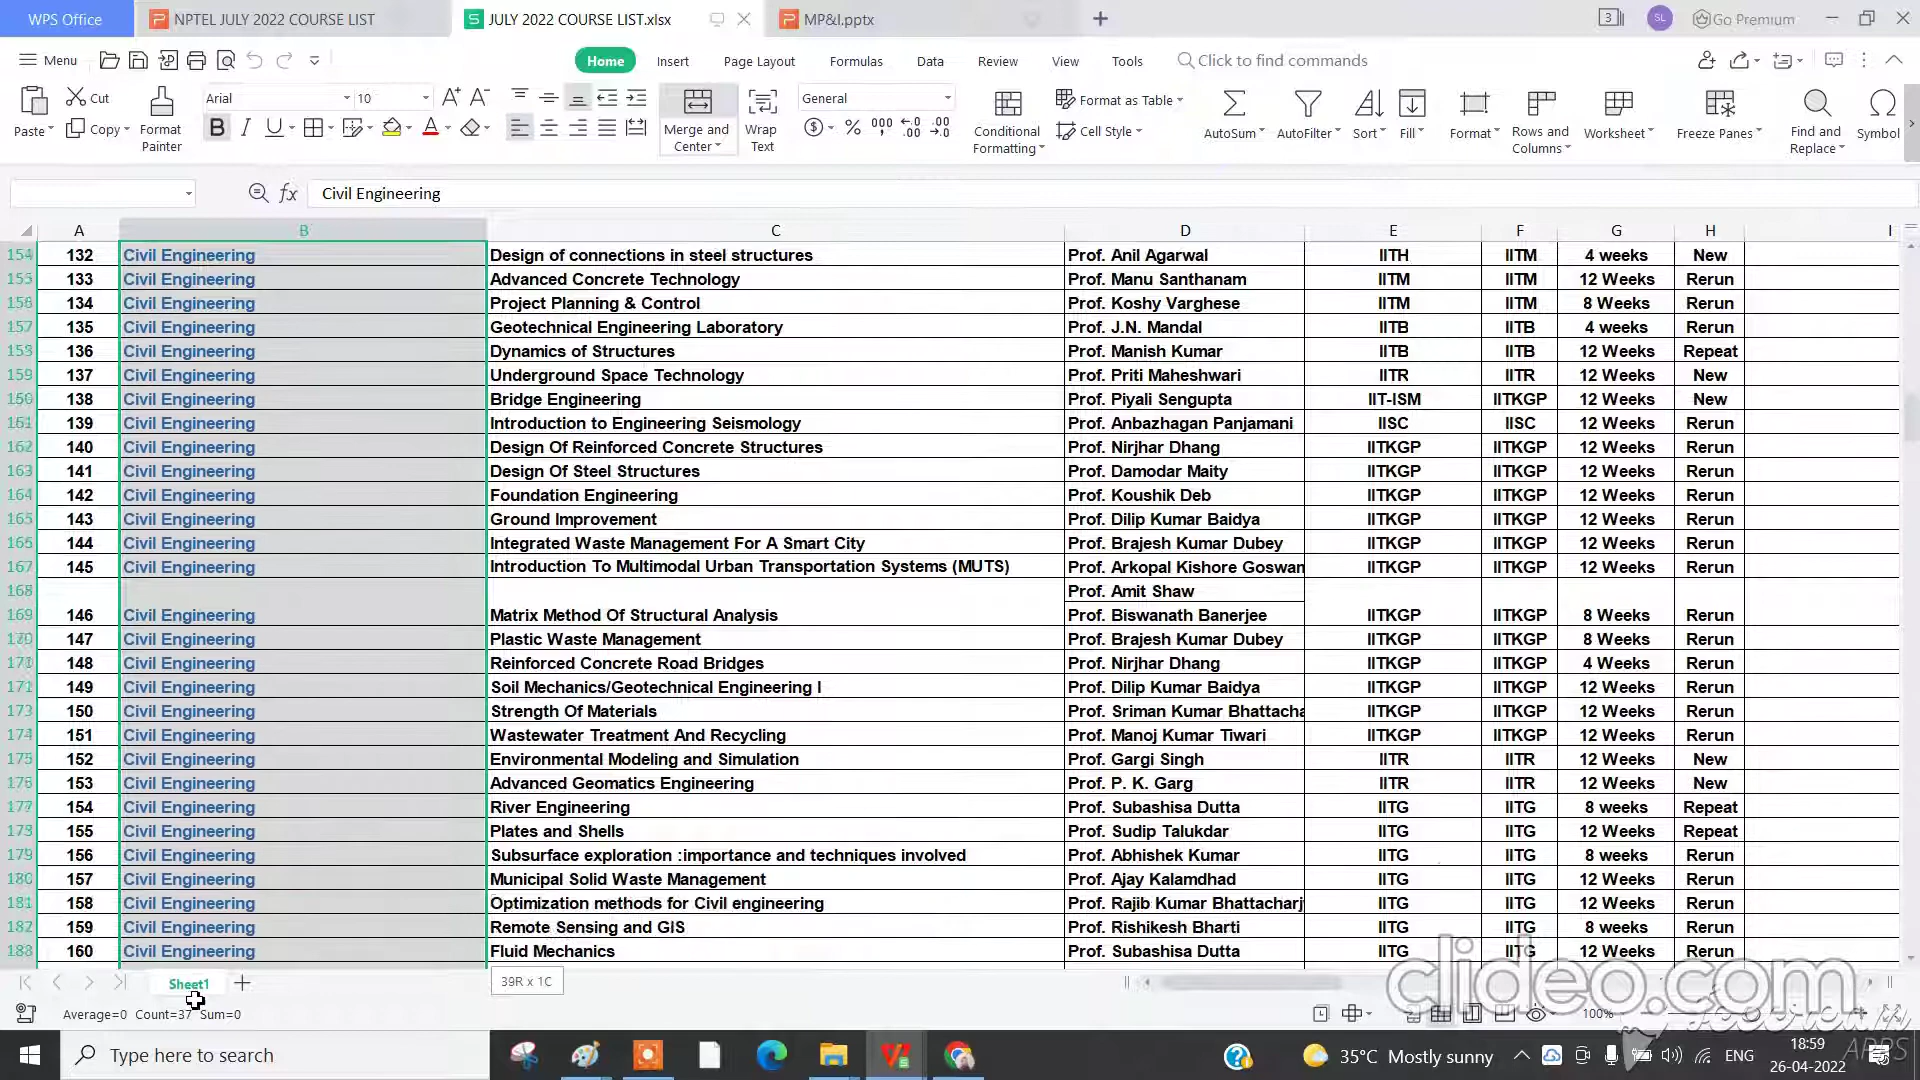 WPS Office NPTEL JULY 2022 COURSE LIST JULY 2022 COURSE LIST.xlsx MP&I.pptx 3 SL Go Premium
Menu Home Insert Page Layout Formulas Data Review View Tools Click to find commands
Paste Cut Copy Format Painter Arial 10 Merge and Center Wrap Text General Conditional Formatting Format as Table Cell Style AutoSum AutoFilter Sort Fill Format Rows and Columns Worksheet Freeze Panes Find and Replace Symbol
fx Civil Engineering
A B C D E F G H I
154 132 Civil Engineering Design of connections in steel structures Prof. Anil Agarwal IITH IITM 4 weeks New
155 133 Civil Engineering Advanced Concrete Technology Prof. Manu Santhanam IITM IITM 12 Weeks Rerun
156 134 Civil Engineering Project Planning & Control Prof. Koshy Varghese IITM IITM 8 Weeks Rerun
157 135 Civil Engineering Geotechnical Engineering Laboratory Prof. J.N. Mandal IITB IITB 4 weeks Rerun
136 Civil Engineering Dynamics of Structures Prof. Manish Kumar IITB IITB 12 Weeks Repeat
159 137 Civil Engineering Underground Space Technology Prof. Priti Maheshwari IITR IITR 12 Weeks New
138 Civil Engineering Bridge Engineering Prof. Piyali Sengupta IIT-ISM IITKGP 12 Weeks New
139 Civil Engineering Introduction to Engineering Seismology Prof. Anbazhagan Panjamani IISC IISC 12 Weeks Rerun
162 140 Civil Engineering Design Of Reinforced Concrete Structures Prof. Nirjhar Dhang IITKGP IITKGP 12 Weeks Rerun
163 141 Civil Engineering Design Of Steel Structures Prof. Damodar Maity IITKGP IITKGP 12 Weeks Rerun
164 142 Civil Engineering Foundation Engineering Prof. Koushik Deb IITKGP IITKGP 12 Weeks Rerun
165 143 Civil Engineering Ground Improvement Prof. Dilip Kumar Baidya IITKGP IITKGP 12 Weeks Rerun
144 Civil Engineering Integrated Waste Management For A Smart City Prof. Brajesh Kumar Dubey IITKGP IITKGP 12 Weeks Rerun
167 145 Civil Engineering Introduction To Multimodal Urban Transportation Systems (MUTS) Prof. Arkopal Kishore Goswam IITKGP IITKGP 12 Weeks Rerun
168 Prof. Amit Shaw
169 146 Civil Engineering Matrix Method Of Structural Analysis Prof. Biswanath Banerjee IITKGP IITKGP 8 Weeks Rerun
147 Civil Engineering Plastic Waste Management Prof. Brajesh Kumar Dubey IITKGP IITKGP 8 Weeks Rerun
148 Civil Engineering Reinforced Concrete Road Bridges Prof. Nirjhar Dhang IITKGP IITKGP 4 Weeks Rerun
149 Civil Engineering Soil Mechanics/Geotechnical Engineering I Prof. Dilip Kumar Baidya IITKGP IITKGP 12 Weeks Rerun
173 150 Civil Engineering Strength Of Materials Prof. Sriman Kumar Bhattacha IITKGP IITKGP 12 Weeks Rerun
174 151 Civil Engineering Wastewater Treatment And Recycling Prof. Manoj Kumar Tiwari IITKGP IITKGP 12 Weeks Rerun
175 152 Civil Engineering Environmental Modeling and Simulation Prof. Gargi Singh IITR IITR 12 Weeks New
176 153 Civil Engineering Advanced Geomatics Engineering Prof. P. K. Garg IITR IITR 12 Weeks New
177 154 Civil Engineering River Engineering Prof. Subashisa Dutta IITG IITG 8 weeks Repeat
155 Civil Engineering Plates and Shells Prof. Sudip Talukdar IITG IITG 12 Weeks Repeat
179 156 Civil Engineering Subsurface exploration :importance and techniques involved Prof. Abhishek Kumar IITG IITG 8 weeks Rerun
180 157 Civil Engineering Municipal Solid Waste Management Prof. Ajay Kalamdhad IITG IITG 12 Weeks Rerun
181 158 Civil Engineering Optimization methods for Civil engineering Prof. Rajib Kumar Bhattacharj IITG IITG 12 Weeks Rerun
182 159 Civil Engineering Remote Sensing and GIS Prof. Rishikesh Bharti IITG IITG 8 weeks Rerun
160 Civil Engineering Fluid Mechanics Prof. Subashisa Dutta IITG IITG 12 Weeks Rerun
Sheet1 39R x 1C clideo.com
Average=0 Count=37 Sum=0 100%
Type here to search 35°C Mostly sunny ENG 18:59
26-04-2022
APPS